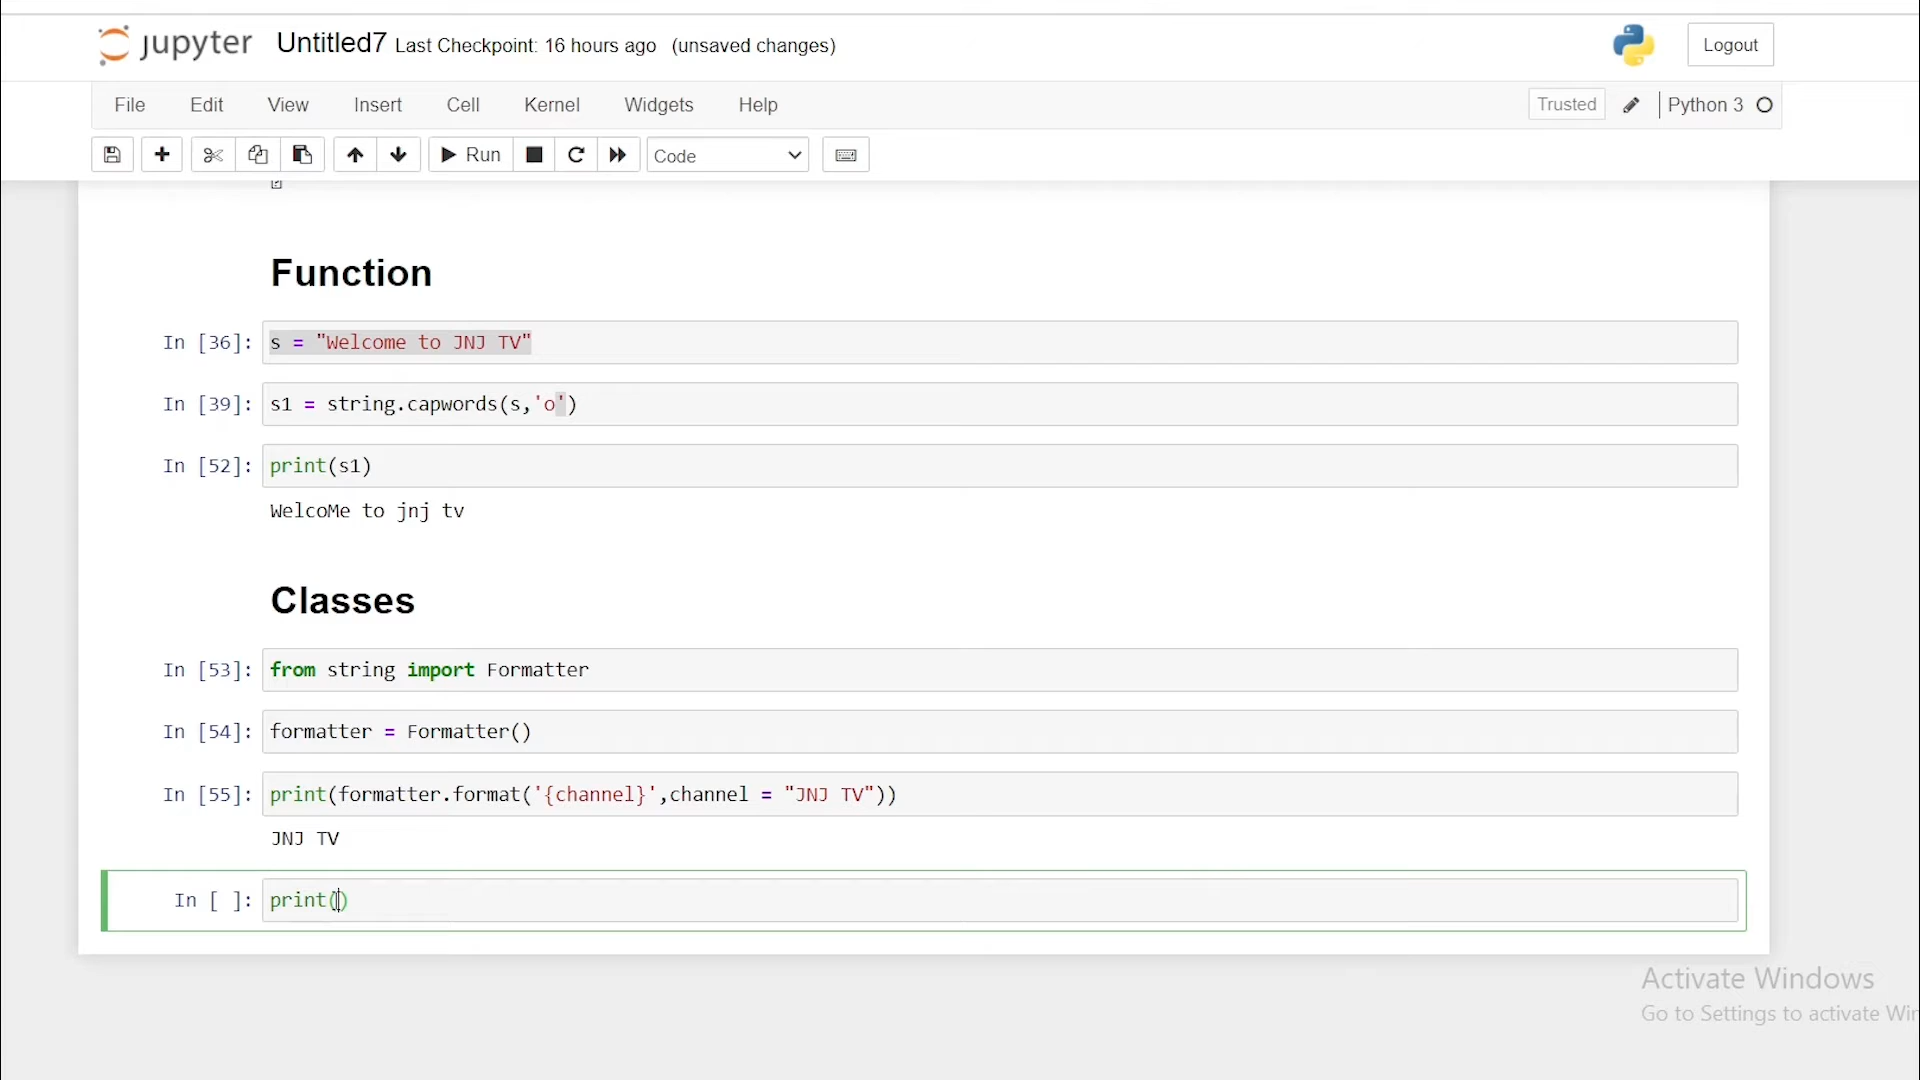 jupyter Untitled7 Last Checkpoint: 16 hours ago (unsaved changes) Logout
File Edit View Insert Cell Kernel Widgets Help Trusted Python 3
Run Code
Function
In [36]: s = "Welcome to JNJ TV"
In [39]: s1 = string.capwords(s,'o')
In [52]: print(s1)
WelcoMe to jnj tv
Classes
In [53]: from string import Formatter
In [54]: formatter = Formatter()
In [55]: print(formatter.format('{channel}',channel = "JNJ TV"))
JNJ TV
In [ ]: print()
Activate Windows
Go to Settings to activate Win